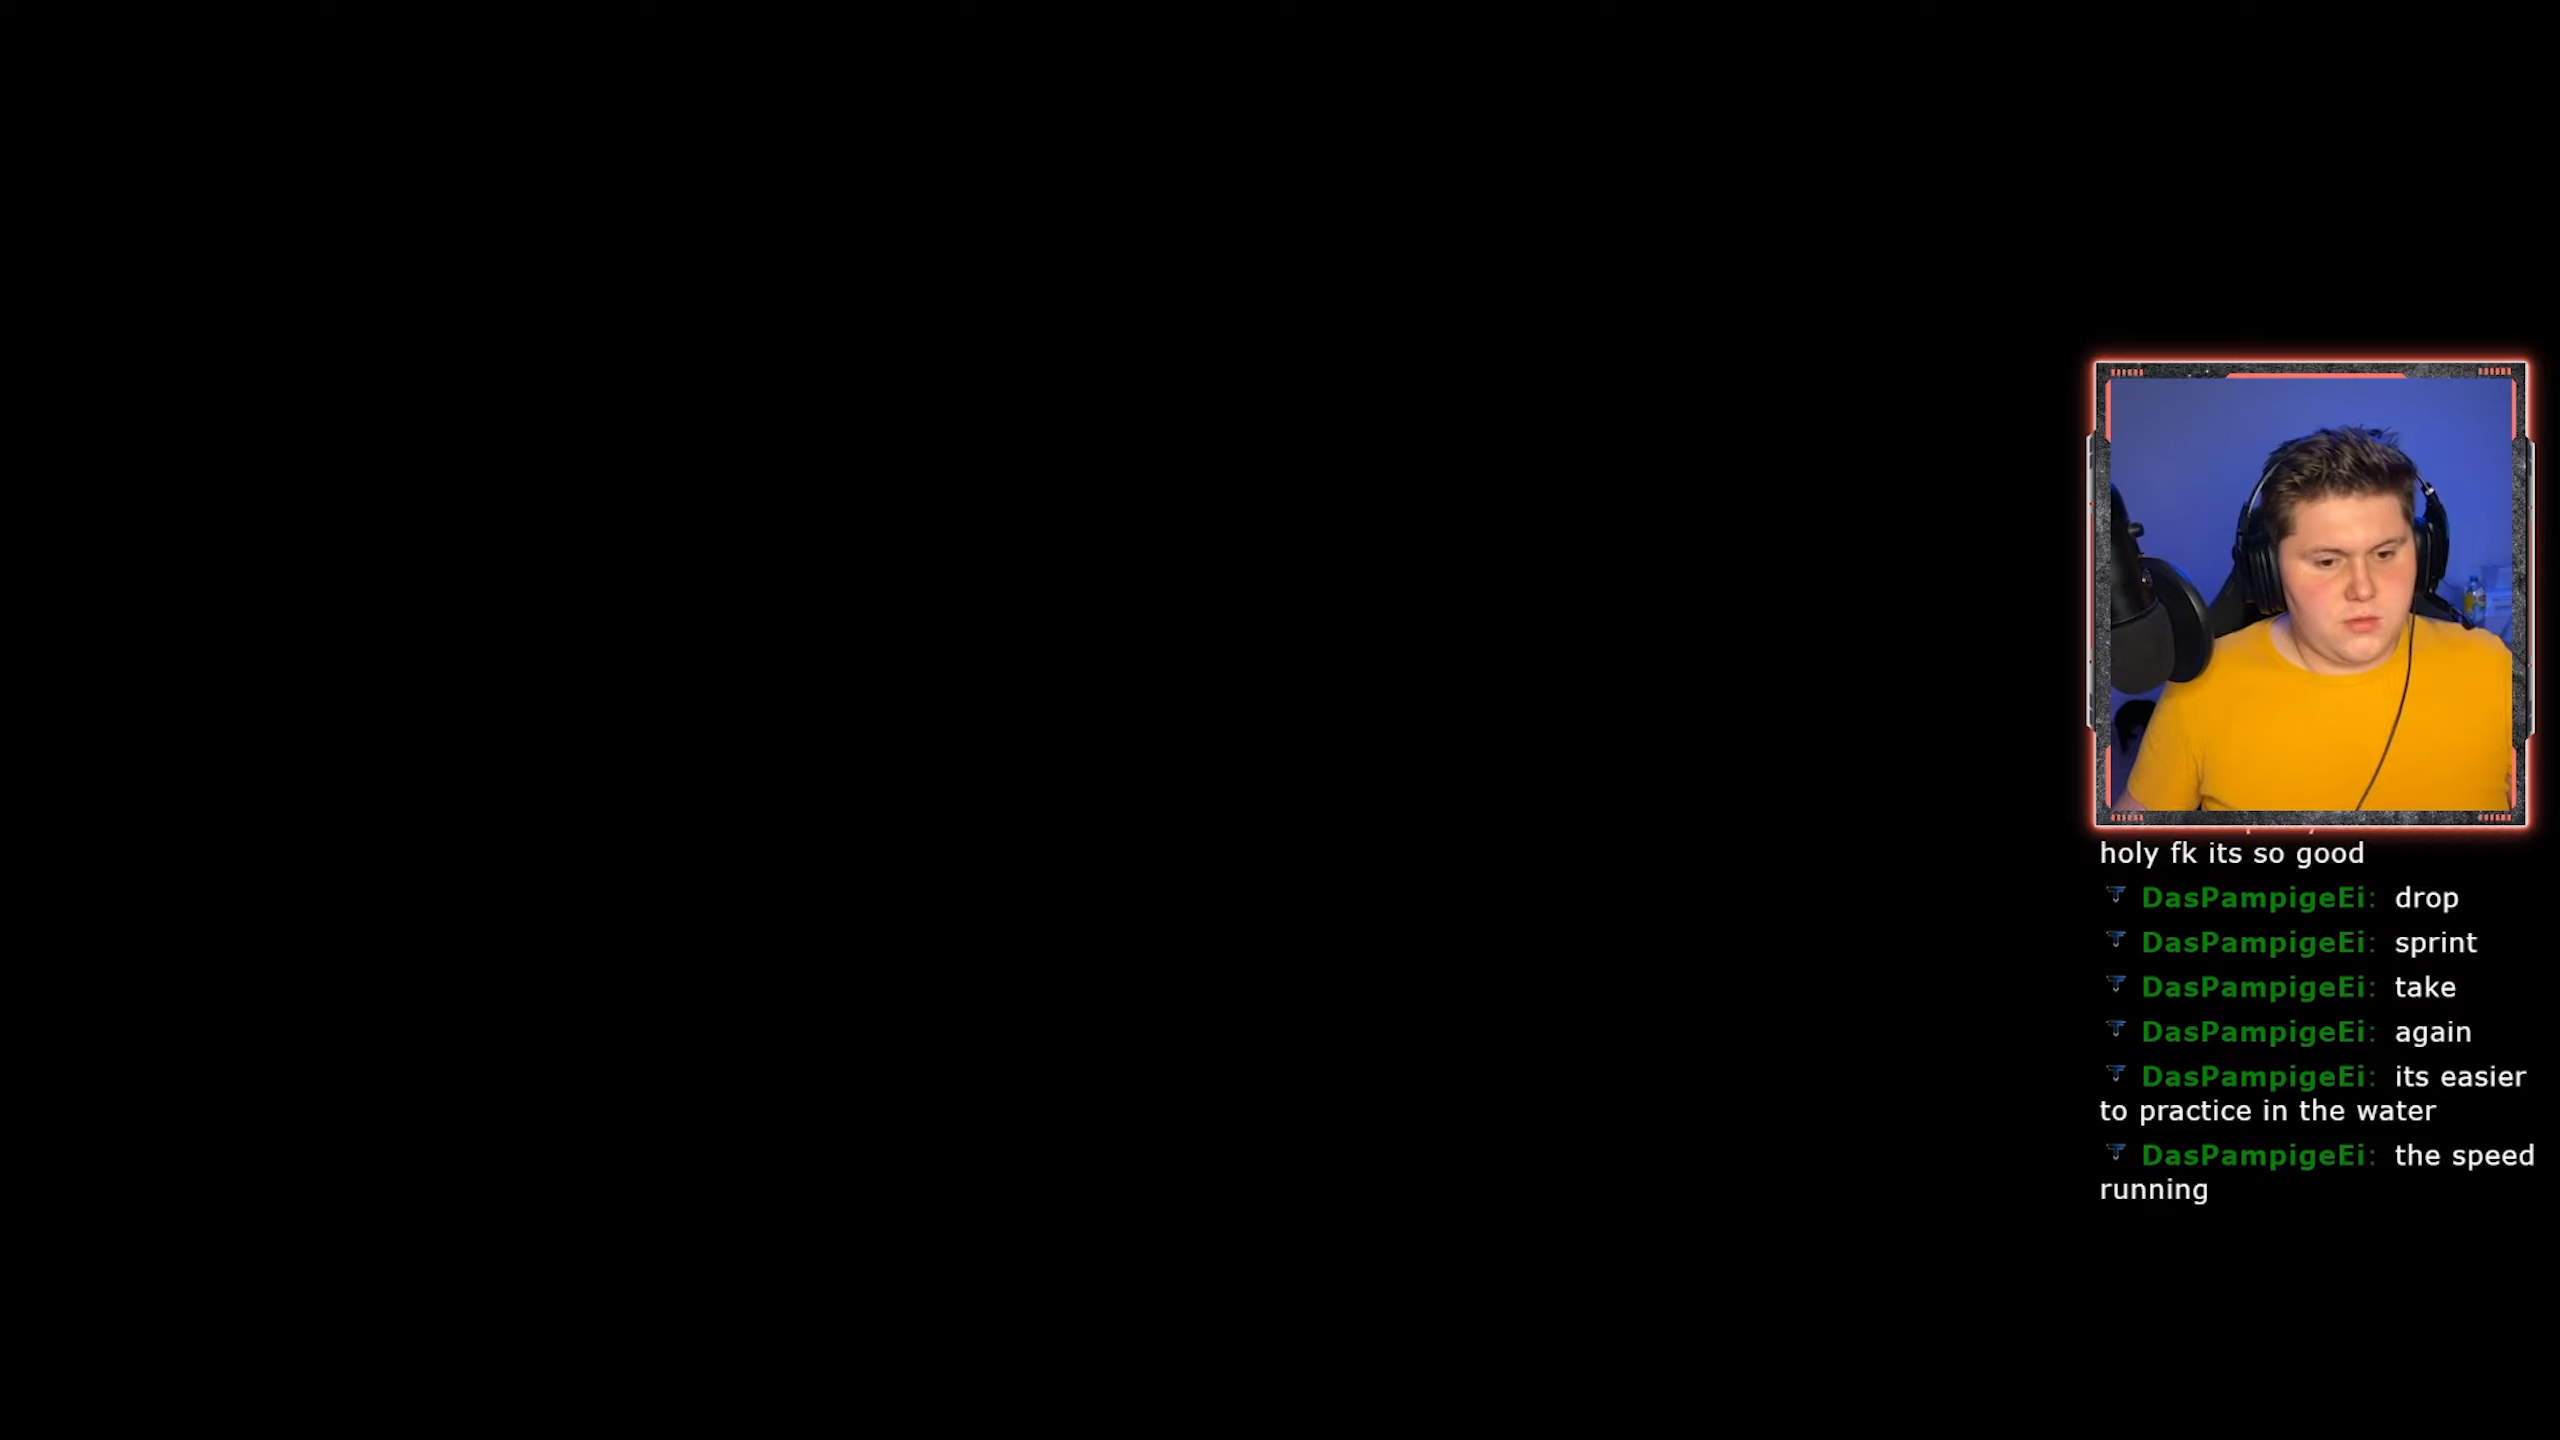 holy fk its so good
DasPampigeEi: drop
DasPampigeEi: sprint
DasPampigeEi: take
DasPampigeEi: again
DasPampigeEi: its easier
to practice in the water
DasPampigeEi: the speed
running